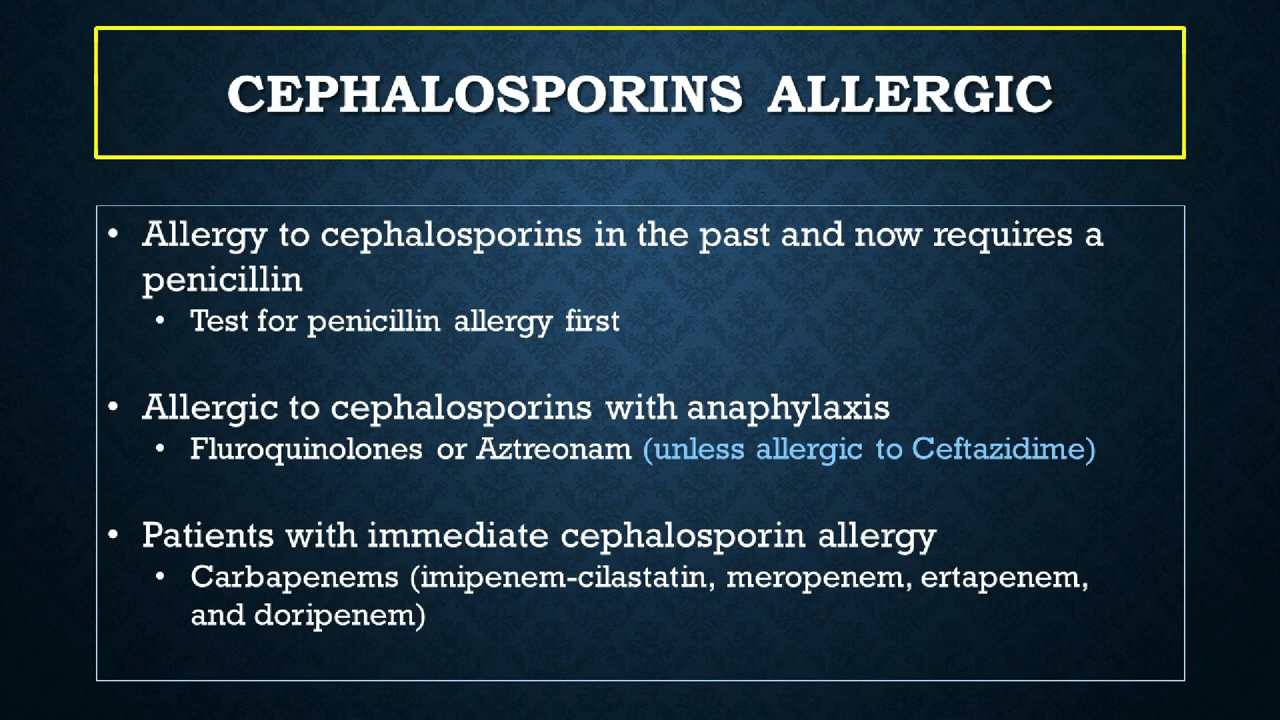 CEPHALOSPORINS ALLERGIC
• Allergy to cephalosporins in the past and now requires a
penicillin
• Test for penicillin allergy first
• Allergic to cephalosporins with anaphylaxis
• Fluroquinolones or Aztreonam (unless allergic to Ceftazidime)
• Patients with immediate cephalosporin allergy
• Carbapenems (imipenem-cilastatin, meropenem, ertapenem,
and doripenem)